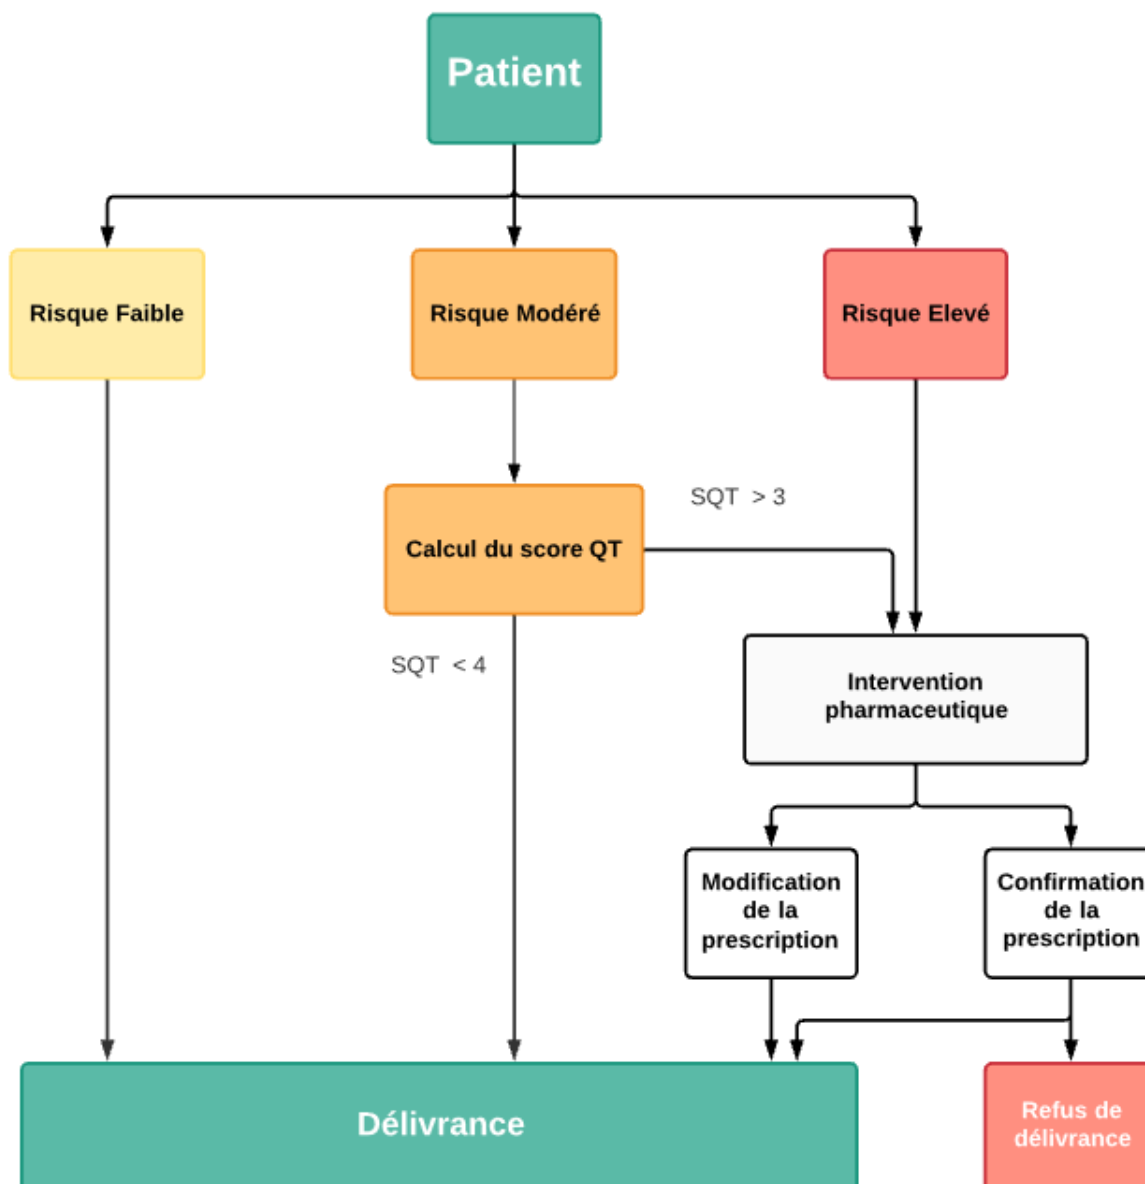 Patient
Risque Faible
Risque Modéré
Risque Elevé
SQT > 3
Calcul du score QT
SQT < 4
Intervention
pharmaceutique
Modification
de la
prescription
Confirmation
de la
prescription
Délivrance
Refus de
délivrance